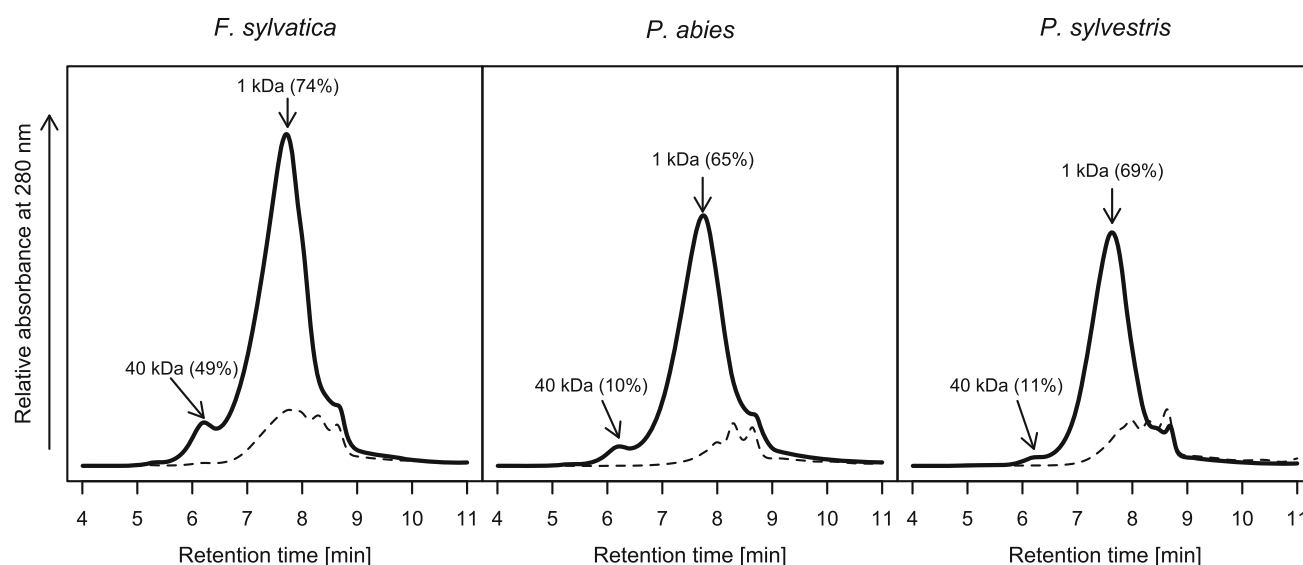 F. sylvatica
P. abies
P. sylvestris
Relative absorbance at 280 nm
1 kDa (74%)
40 kDa (49%)
1 kDa (65%)
40 kDa (10%)
1 kDa (69%)
40 kDa (11%)
4 5 6 7 8 9 10 11
4 5 6 7 8 9 10 11
4 5 6 7 8 9 10 11
Retention time [min]
Retention time [min]
Retention time [min]